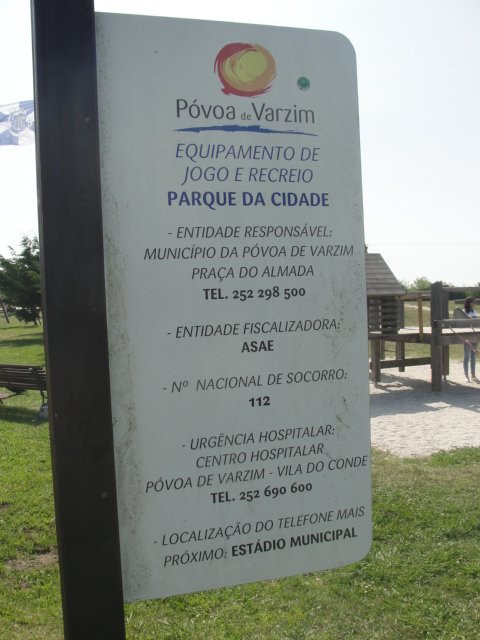 Póvoa de Varzim
EQUIPAMENTO DE
JOGO E RECREIO
PARQUE DA CIDADE
- ENTIDADE RESPONSÁVEL:
MUNICÍPIO DA PÓVOA DE VARZIM
PRAÇA DO ALMADA
TEL. 252 298 500
- ENTIDADE FISCALIZADORA:
ASAE
- Nº NACIONAL DE SOCORRO:
112
- URGÊNCIA HOSPITALAR:
CENTRO HOSPITALAR
PÓVOA DE VARZIM - VILA DO CONDE
TEL. 252 690 600
- LOCALIZAÇÃO DO TELEFONE MAIS
PRÓXIMO: ESTÁDIO MUNICIPAL